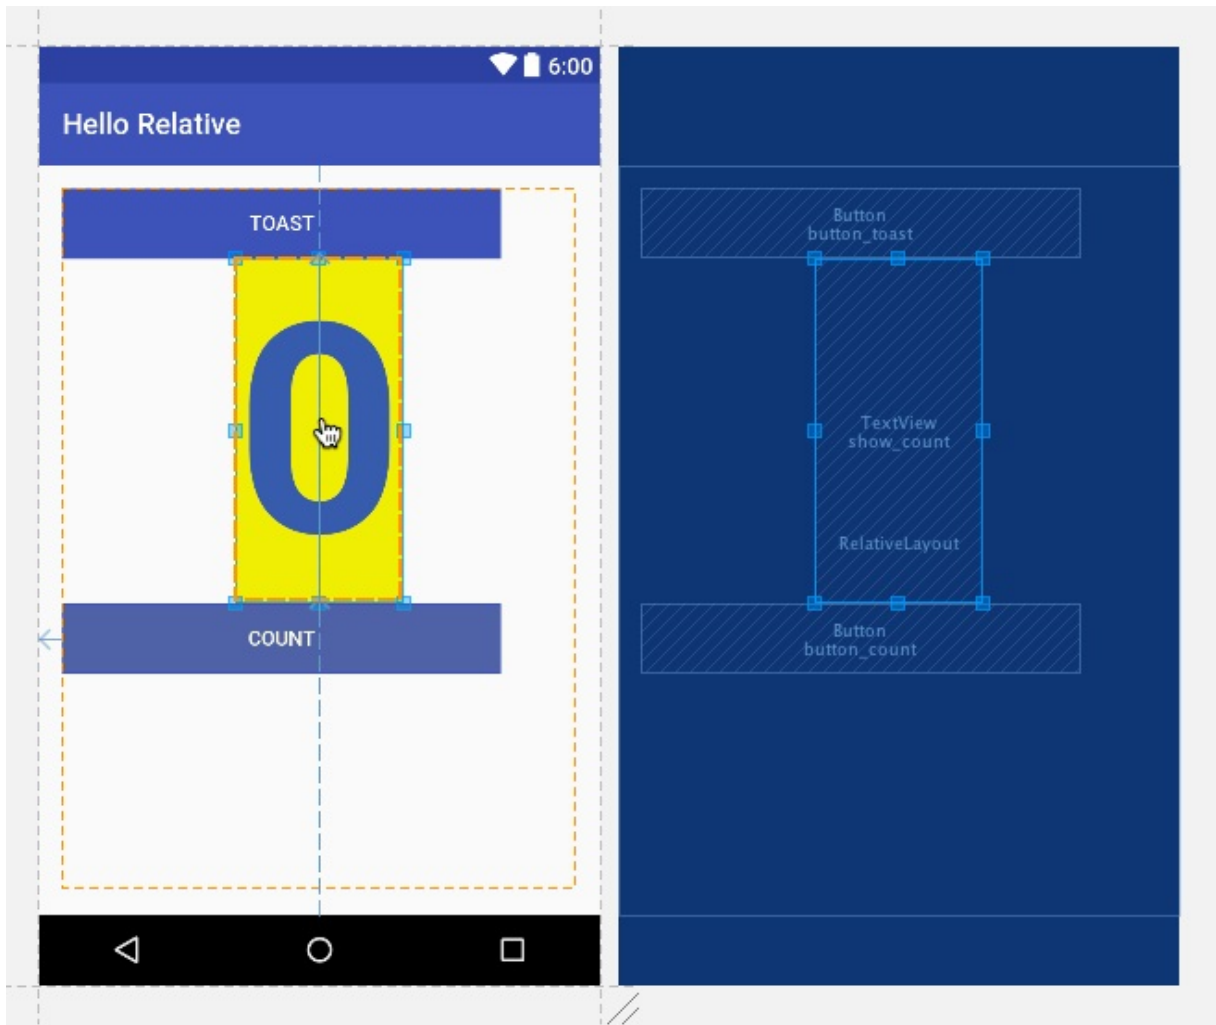 6:00
Hello Relative
TOAST
0
COUNT
Button
button_toast
TextView
show_count
RelativeLayout
Button
button_count